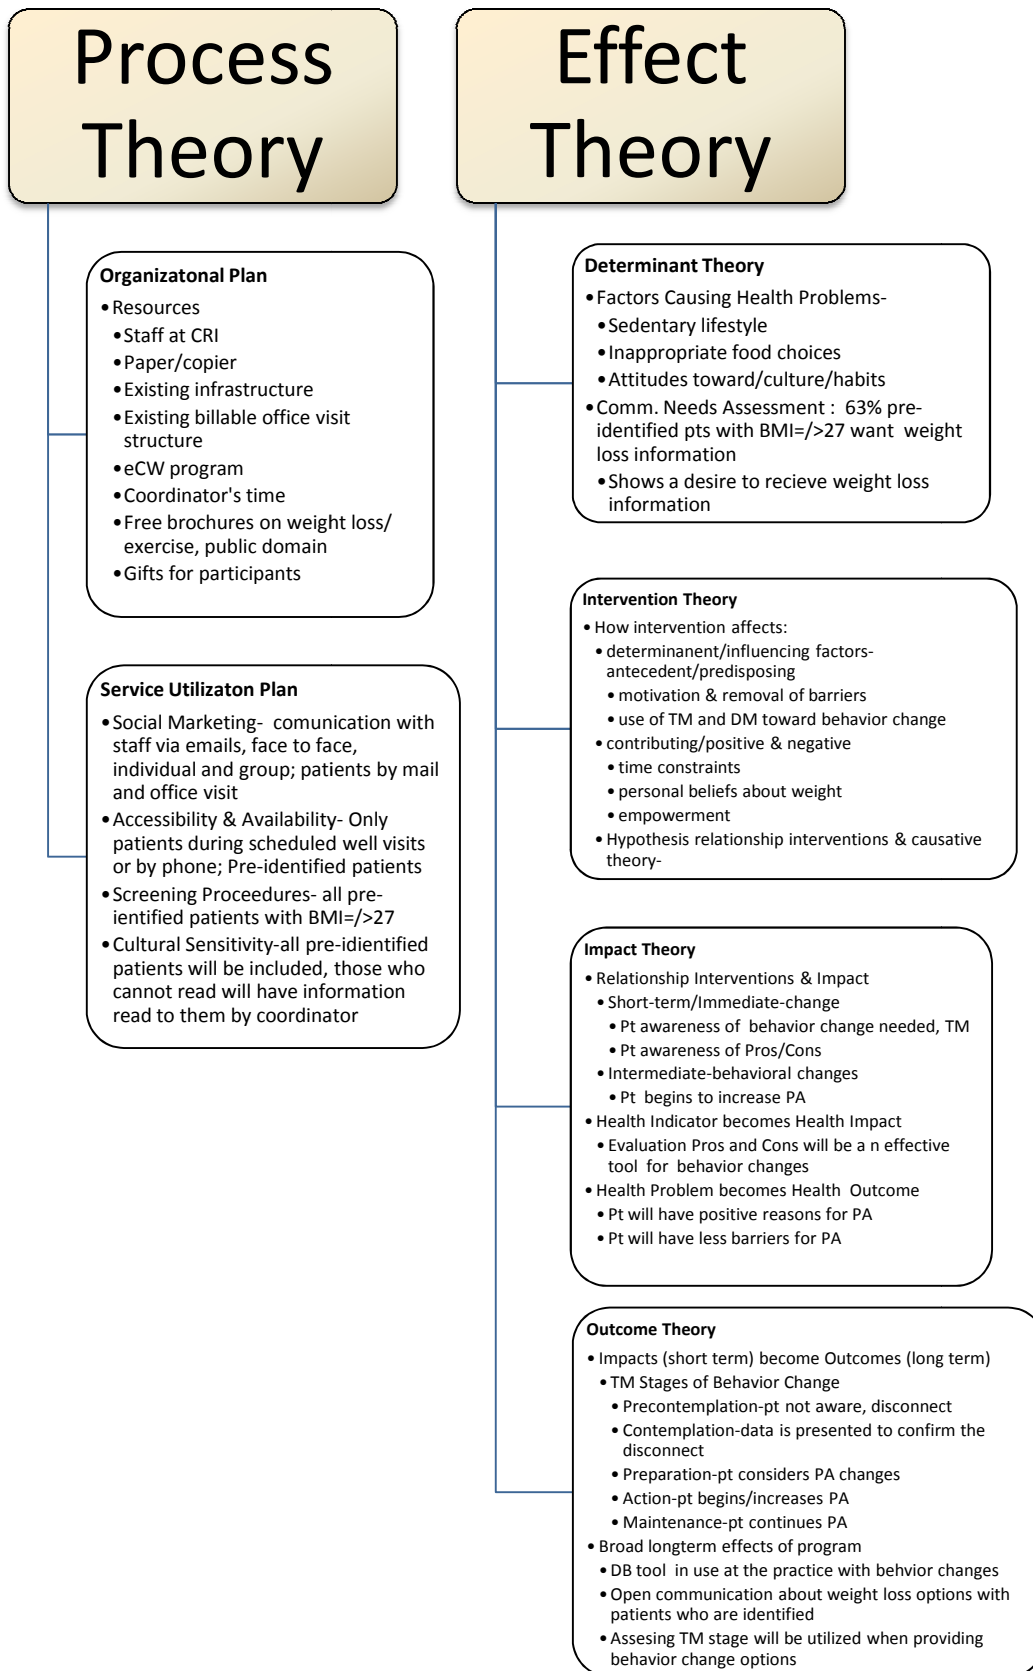 Process
Theory
Organizatonal Plan
•Resources
•Staff at CRI
•Paper/copier
•Existing infrastructure
•Existing billable office visit
structure
•eCW program
•Coordinator's time
•Free brochures on weight loss/
exercise, public domain
•Gifts for participants
Service Utilizaton Plan
•Social Marketing- comunication with
staff via emails, face to face,
individual and group; patients by mail
and office visit
•Accessibility & Availability- Only
patients during scheduled well visits
or by phone; Pre-identified patients
•Screening Proceedures- all pre-
ientified patients with BMI=/>27
•Cultural Sensitivity-all pre-idientified
patients will be included, those who
cannot read will have information
read to them by coordinator
Effect
Theory
Determinant Theory
•Factors Causing Health Problems-
•Sedentary lifestyle
•Inappropriate food choices
•Attitudes toward/culture/habits
•Comm. Needs Assessment : 63% pre-
identified pts with BMI=/>27 want weight
loss information
•Shows a desire to recieve weight loss
information
Intervention Theory
•How intervention affects:
•determinanent/influencing factors-
antecedent/predisposing
•motivation & removal of barriers
•use of TM and DM toward behavior change
•contributing/positive & negative
•time constraints
•personal beliefs about weight
•empowerment
•Hypothesis relationship interventions & causative
theory-
Impact Theory
•Relationship Interventions & Impact
•Short-term/Immediate-change
•Pt awareness of behavior change needed, TM
•Pt awareness of Pros/Cons
•Intermediate-behavioral changes
•Pt begins to increase PA
•Health Indicator becomes Health Impact
•Evaluation Pros and Cons will be a n effective
tool for behavior changes
•Health Problem becomes Health Outcome
•Pt will have positive reasons for PA
•Pt will have less barriers for PA
Outcome Theory
•Impacts (short term) become Outcomes (long term)
•TM Stages of Behavior Change
•Precontemplation-pt not aware, disconnect
•Contemplation-data is presented to confirm the
disconnect
•Preparation-pt considers PA changes
•Action-pt begins/increases PA
•Maintenance-pt continues PA
•Broad longterm effects of program
•DB tool in use at the practice with behvior changes
•Open communication about weight loss options with
patients who are identified
•Assesing TM stage will be utilized when providing
behavior change options